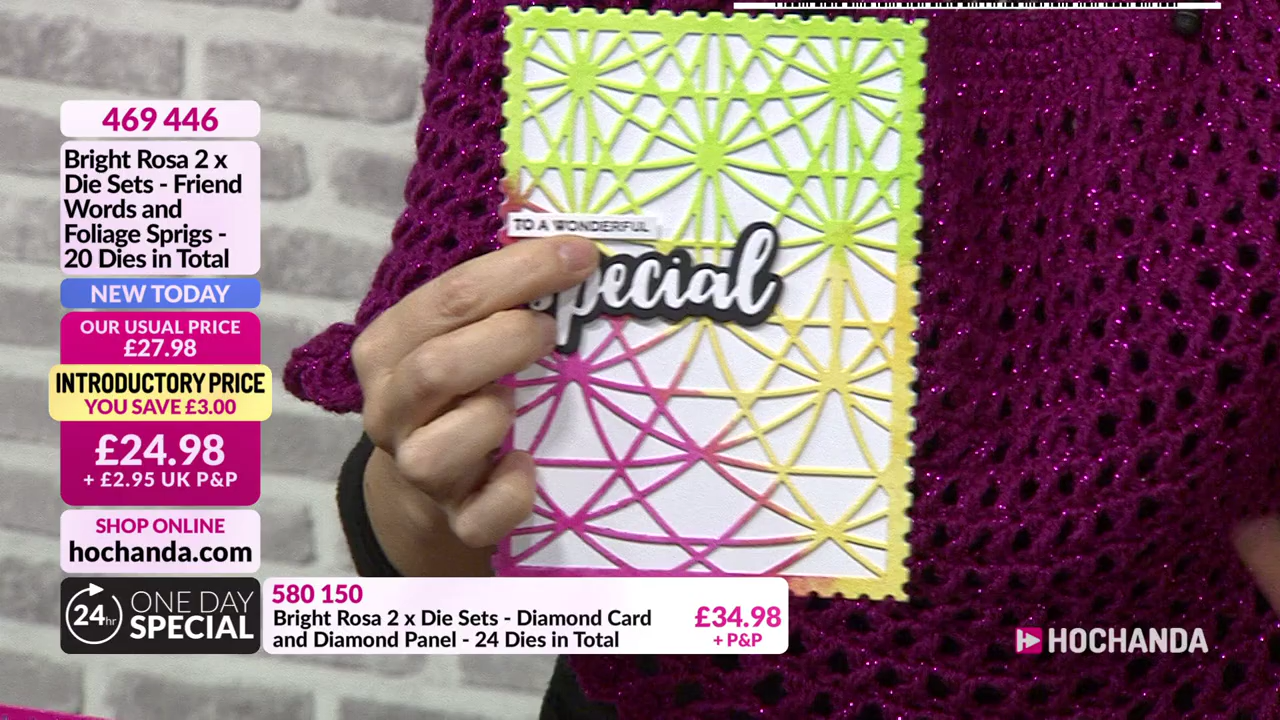 469 446
Bright Rosa 2 x
Die Sets - Friend
Words and
Foliage Sprigs -
20 Dies in Total
NEW TODAY
OUR USUAL PRICE
£27.98
INTRODUCTORY PRICE
YOU SAVE £3.00
£24.98
+ £2.95 UK P&P
SHOP ONLINE
hochanda.com
24hr
ONE DAY
SPECIAL
580 150
Bright Rosa 2 x Die Sets - Diamond Card
and Diamond Panel - 24 Dies in Total
£34.98
+ P&P
TO A WONDERFUL
special
HOCHANDA